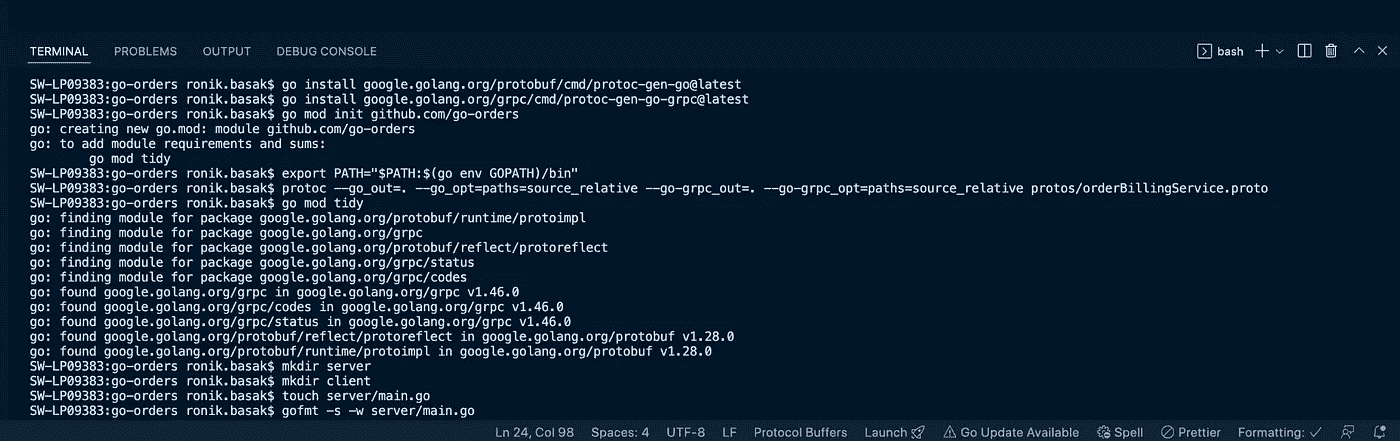 TERMINAL PROBLEMS OUTPUT DEBUG CONSOLE bash
SW-LP09383:go-orders ronik.basak$ go install google.golang.org/protobuf/cmd/protoc-gen-go@latest
SW-LP09383:go-orders ronik.basak$ go install google.golang.org/grpc/cmd/protoc-gen-go-grpc@latest
SW-LP09383:go-orders ronik.basak$ go mod init github.com/go-orders
go: creating new go.mod: module github.com/go-orders
go: to add module requirements and sums:
        go mod tidy
SW-LP09383:go-orders ronik.basak$ export PATH="$PATH:$(go env GOPATH)/bin"
SW-LP09383:go-orders ronik.basak$ protoc --go_out=. --go_opt=paths=source_relative --go-grpc_out=. --go-grpc_opt=paths=source_relative protos/orderBillingService.proto
SW-LP09383:go-orders ronik.basak$ go mod tidy
go: finding module for package google.golang.org/protobuf/runtime/protoimpl
go: finding module for package google.golang.org/grpc
go: finding module for package google.golang.org/protobuf/reflect/protoreflect
go: finding module for package google.golang.org/grpc/status
go: finding module for package google.golang.org/grpc/codes
go: found google.golang.org/grpc in google.golang.org/grpc v1.46.0
go: found google.golang.org/grpc/codes in google.golang.org/grpc v1.46.0
go: found google.golang.org/grpc/status in google.golang.org/grpc v1.46.0
go: found google.golang.org/protobuf/reflect/protoreflect in google.golang.org/protobuf v1.28.0
go: found google.golang.org/protobuf/runtime/protoimpl in google.golang.org/protobuf v1.28.0
SW-LP09383:go-orders ronik.basak$ mkdir server
SW-LP09383:go-orders ronik.basak$ mkdir client
SW-LP09383:go-orders ronik.basak$ touch server/main.go
SW-LP09383:go-orders ronik.basak$ gofmt -s -w server/main.go
Ln 24, Col 98 Spaces: 4 UTF-8 LF Protocol Buffers Launch Go Update Available Spell Prettier Formatting: ✓